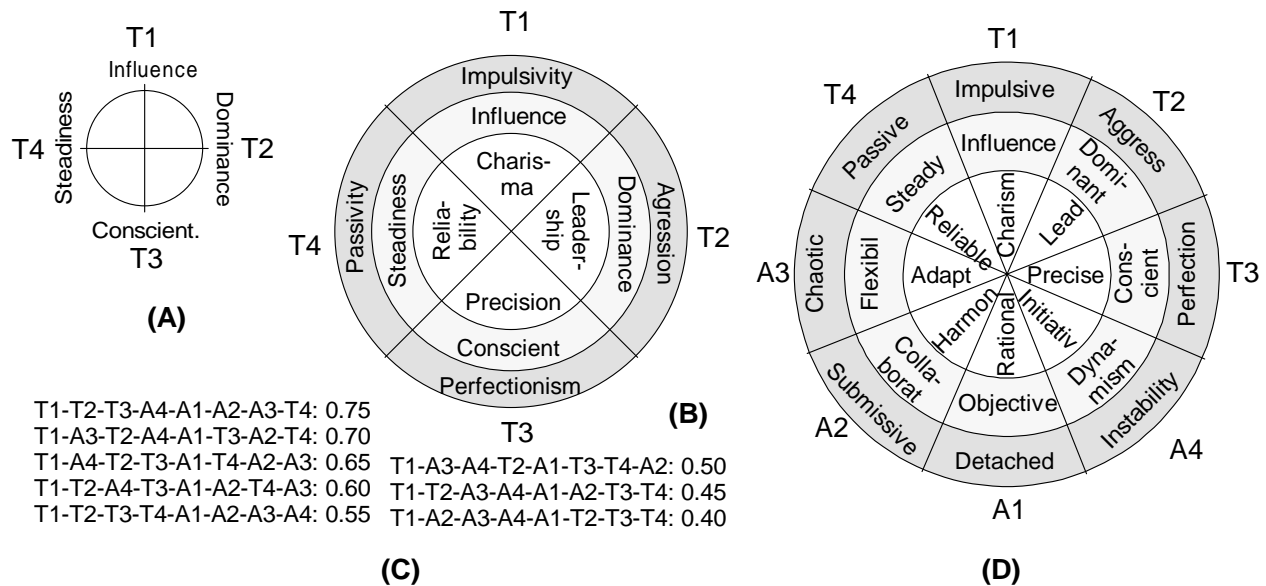 T1
Influence
Steadiness
Dominance
T4
T2
Conscient.
T3
(A)
T1
Impulsivity
Influence
Charis-
ma
Passivity
Steadiness
Relia-
bility
Leader-
ship
Dominance
Agression
T4
T2
Precision
Conscient
Perfectionism
T3
(B)
T1-T2-T3-A4-A1-A2-A3-T4: 0.75
T1-A3-T2-A4-A1-T3-A2-T4: 0.70
T1-A4-T2-T3-A1-T4-A2-A3: 0.65
T1-T2-A4-T3-A1-A2-T4-A3: 0.60
T1-T2-T3-T4-A1-A2-A3-A4: 0.55
T1-A3-A4-T2-A1-T3-T4-A2: 0.50
T1-T2-A3-A4-A1-A2-T3-T4: 0.45
T1-A2-A3-A4-A1-T2-T3-T4: 0.40
(C)
T1
T4
T2
Impulsive
Passive
Aggress
Influence
Steady
Domi-
nant
Charism
Reliable
Lead
A3
Chaotic
Flexibil
Adapt
Precise
Cons-
cient
Perfection
T3
Harmon
Rational
Initiativ
Colla-
borat
Objective
Dyna-
mism
Submissive
Detached
Instability
A2
A4
A1
(D)